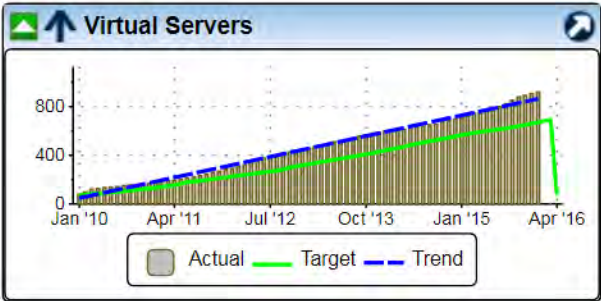 Virtual Servers
800
400
0
Jan '10 Apr'11 Jul '12 Oct '13 Jan '15 Apr '16
Actual Target Trend